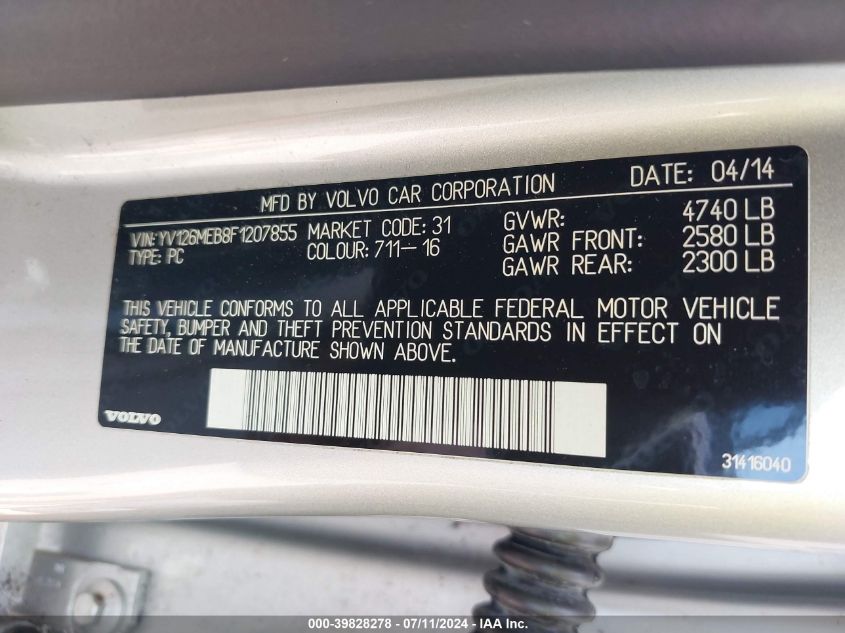 MFD BY VOLVO CAR CORPORATION DATE: 04/14
VIN: YV126MEB8F1207855 MARKET CODE: 31 GVWR: 4740 LB
TYPE: PC COLOUR: 711-16 GAWR FRONT: 2580 LB
GAWR REAR: 2300 LB
THIS VEHICLE CONFORMS TO ALL APPLICABLE FEDERAL MOTOR VEHICLE
SAFETY, BUMPER AND THEFT PREVENTION STANDARDS IN EFFECT ON
THE DATE OF MANUFACTURE SHOWN ABOVE.
VOLVO
31416040
000-39828278 - 07/11/2024 - IAA Inc.